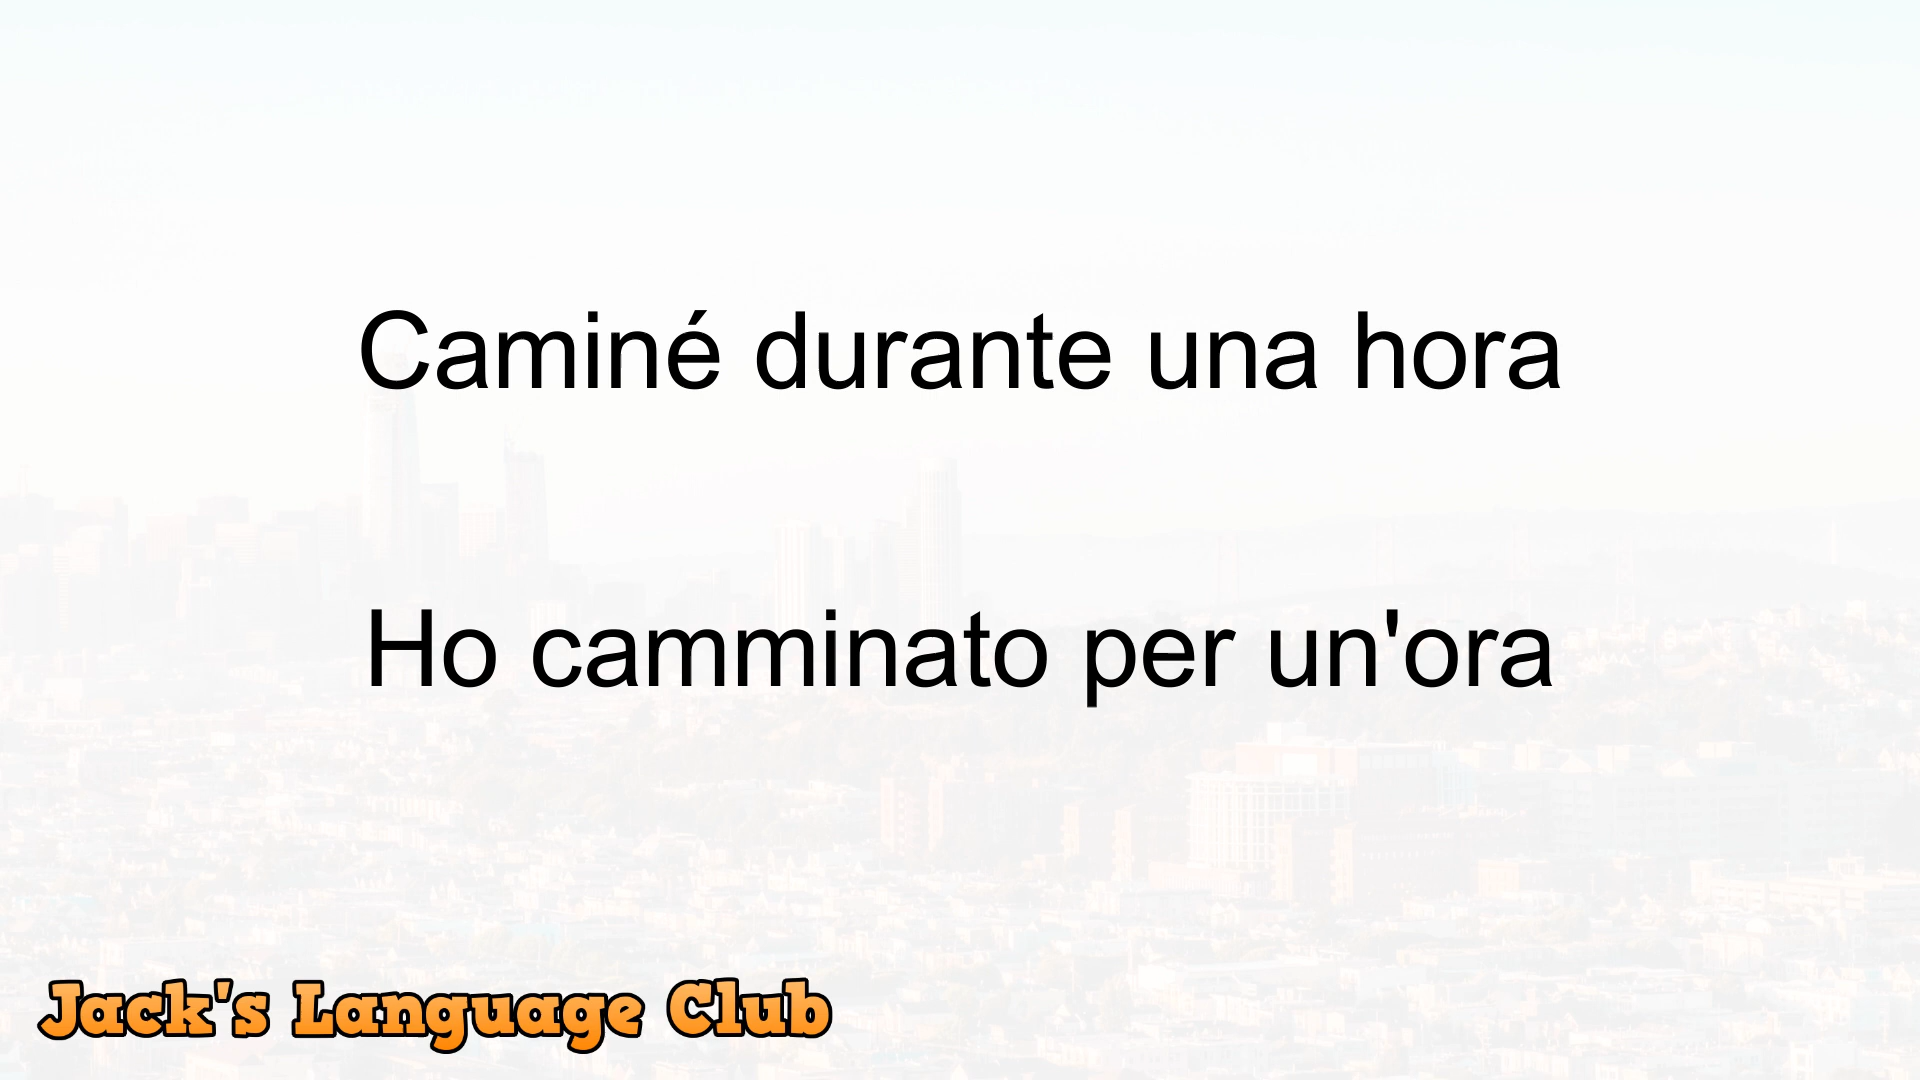 Caminé durante una hora
Ho camminato per un'ora
Jack's Language Club